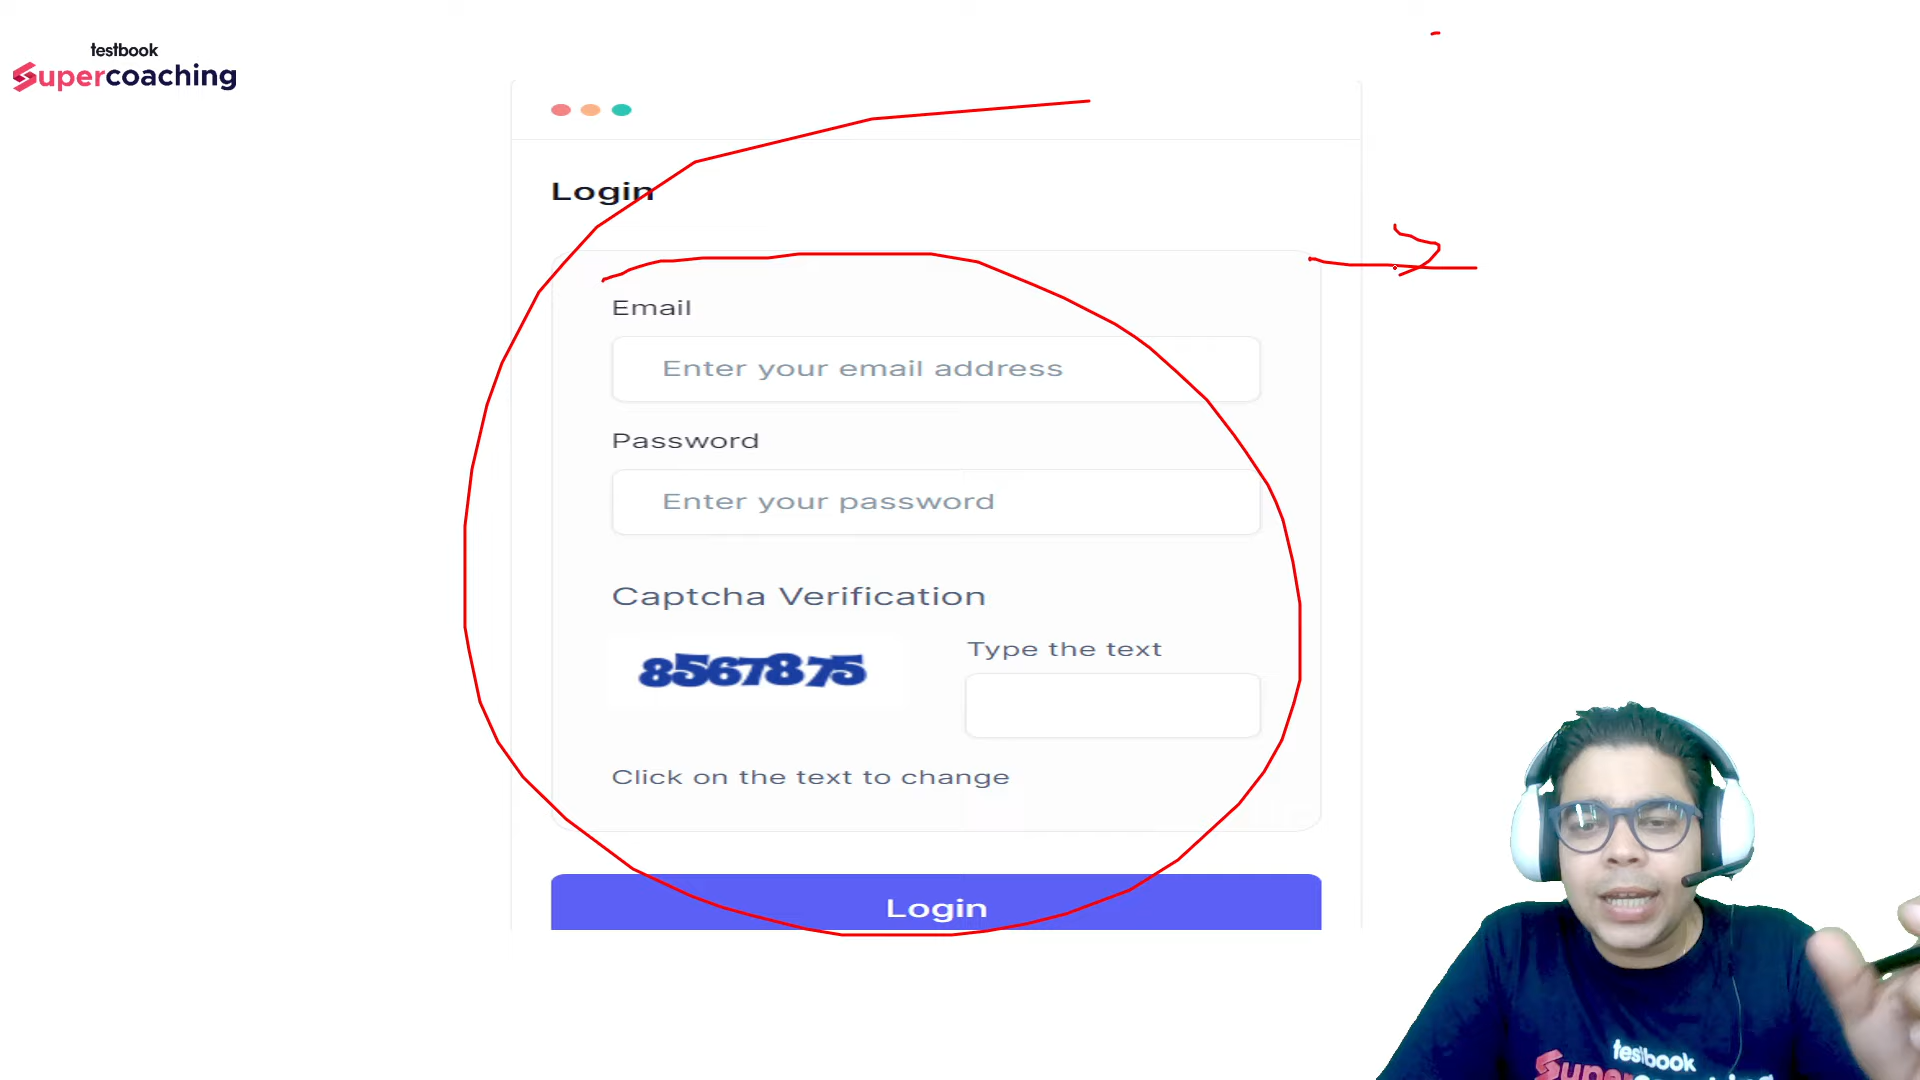 testbook
Supercoaching
Login
Email
Enter your email address
Password
Enter your password
Captcha Verification
8567875
Type the text
Click on the text to change
Login
testbook